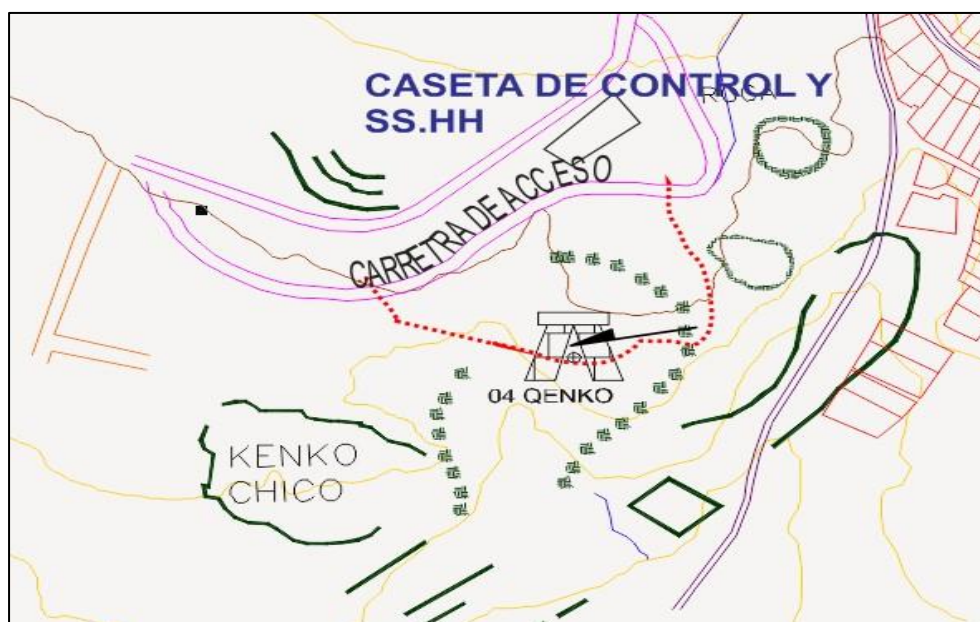 CASETA DE CONTROL Y
SS.HH
ROCA
CARRETRA DE ACCESO
04 QENKO
KENKO
CHICO